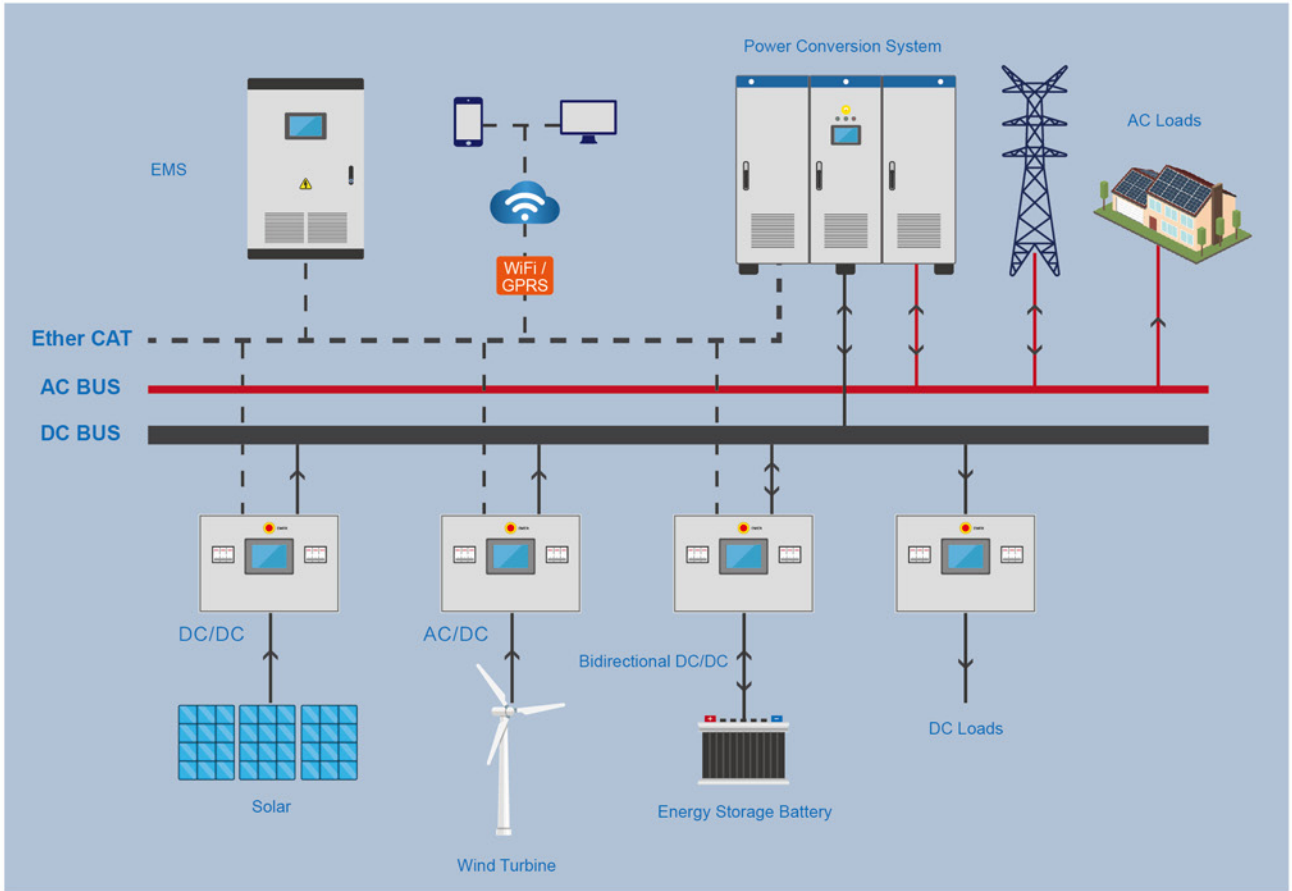 Power Conversion System
AC Loads
EMS
WiFi /
GPRS
Ether CAT
AC BUS
DC BUS
DC/DC
AC/DC
Bidirectional DC/DC
DC Loads
Solar
Energy Storage Battery
Wind Turbine